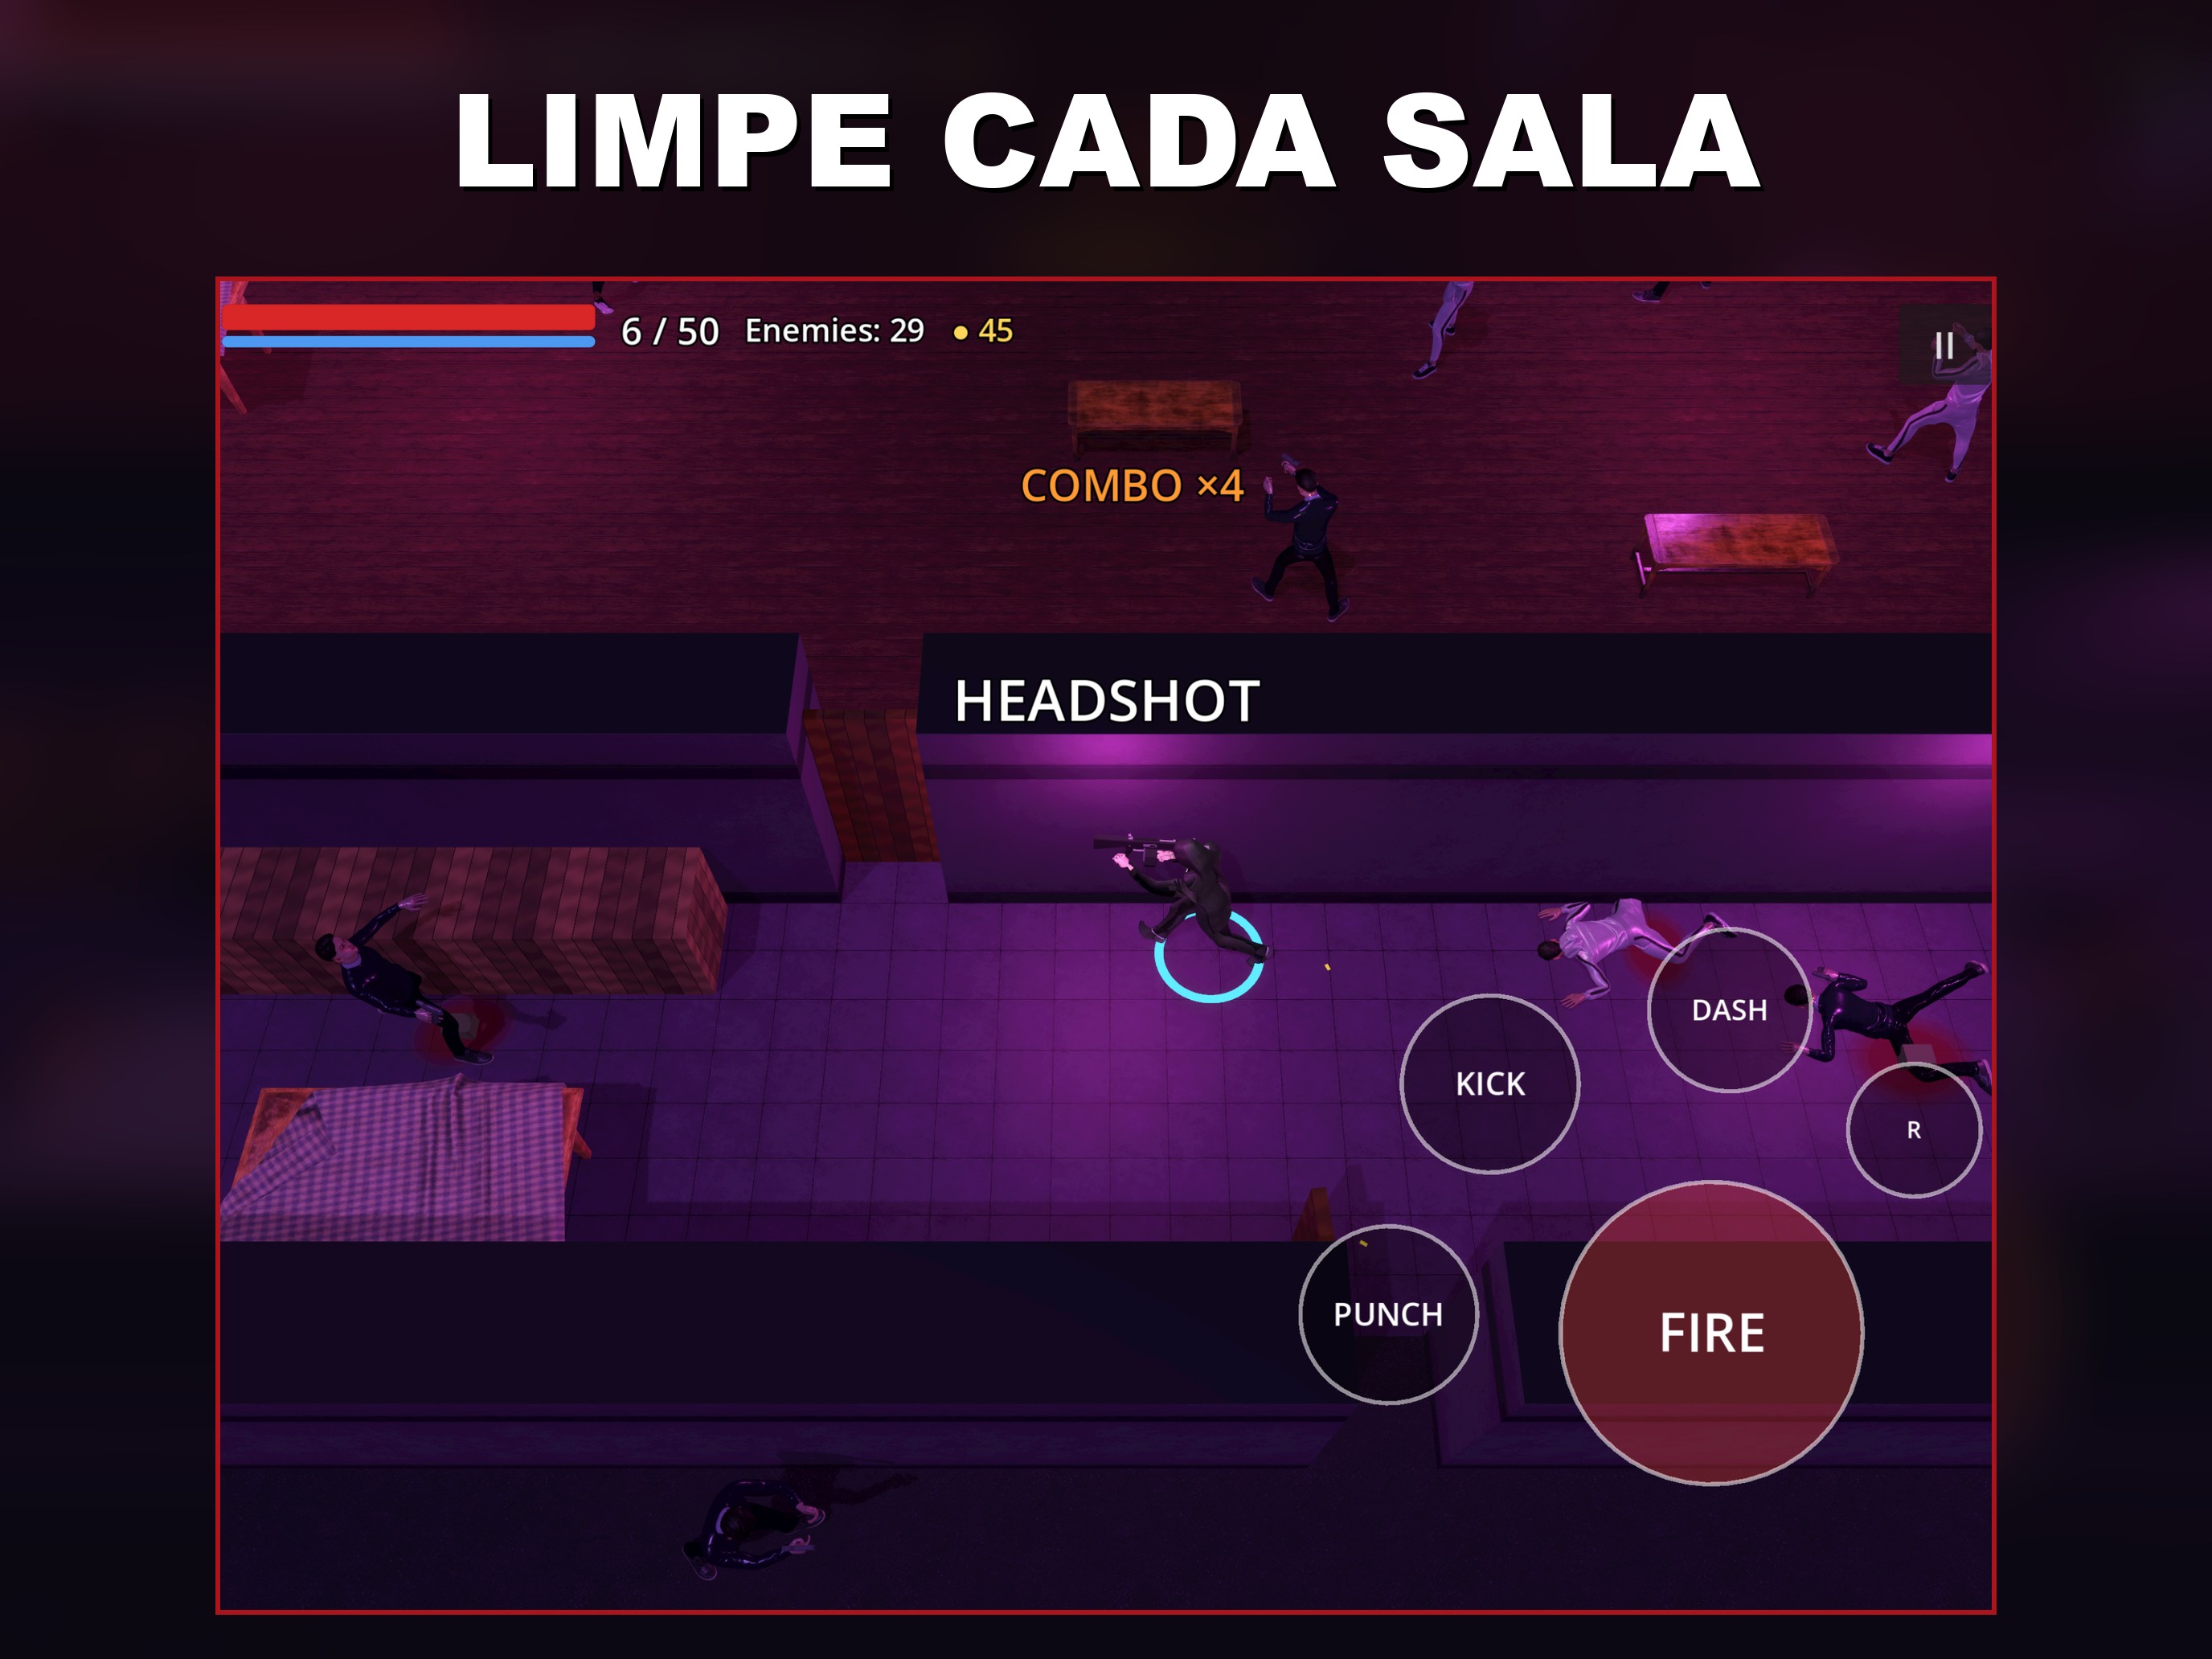 LIMPE CADA SALA
6 / 50 Enemies: 29 45
COMBO ×4
HEADSHOT
DASH
KICK
R
PUNCH
FIRE